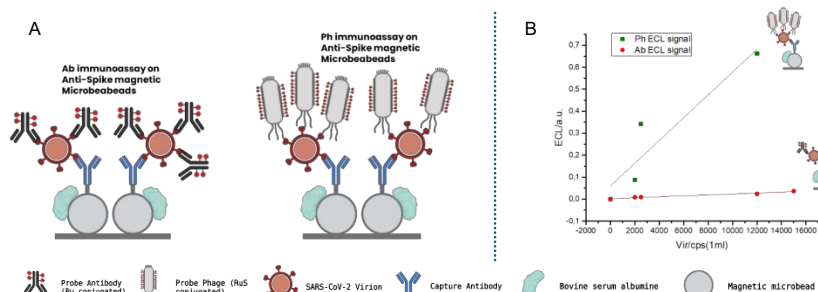 A
Ab immunoassay on
Anti-Spike magnetic
Microbeabeads
Ph immunoassay on
Anti-Spike magnetic
Microbeabeads
B
Ph ECL signal
Ab ECL signal
ECL/a.u.
0,7
0,6
0,5
0,4
0,3
0,2
0,1
0,0
-0,1
-2000 0 2000 4000 6000 8000 10000 12000 14000 16000
Vir/cps(1ml)
Probe Antibody
(Ru conjugated)
Probe Phage (RuS
conjugated)
SARS-CoV-2 Virion
Capture Antibody
Bovine serum albumine
Magnetic microbead